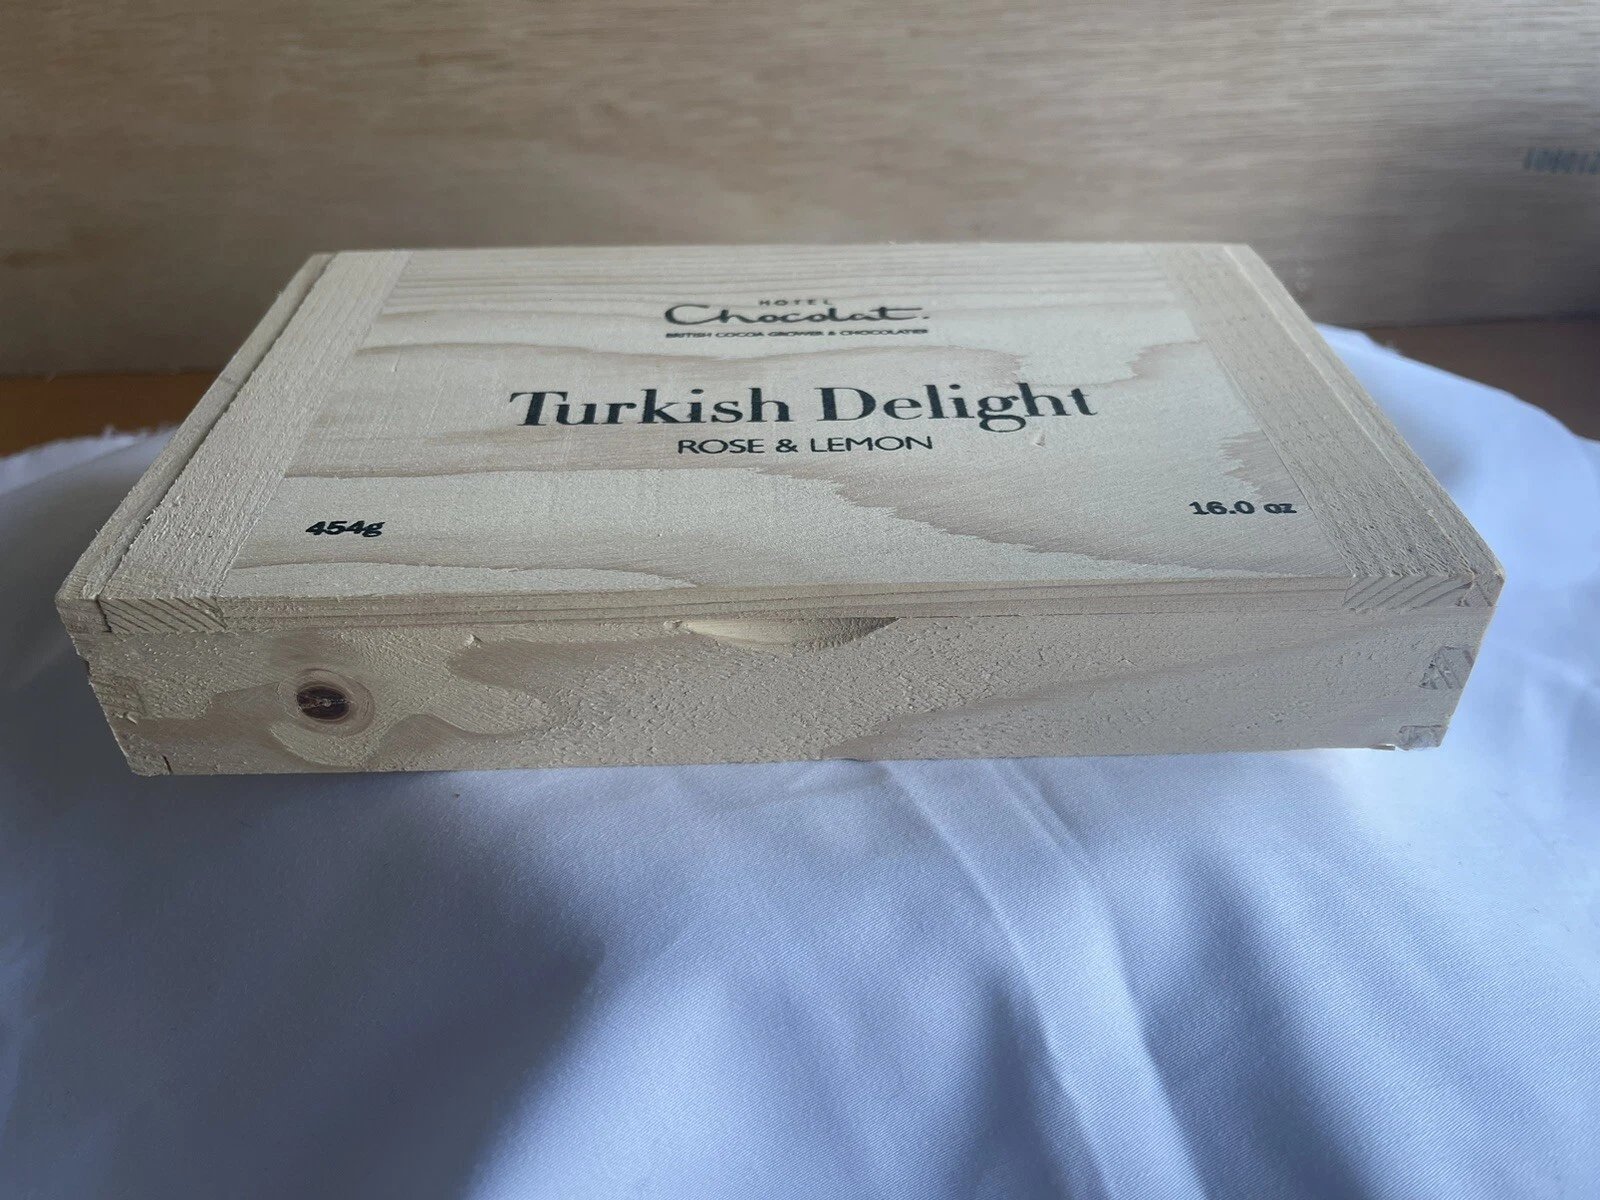 HOTEL
Chocolat.
BRITISH COCOA GROWER & CHOCOLATIER
Turkish Delight
ROSE & LEMON
454g
16.0 oz